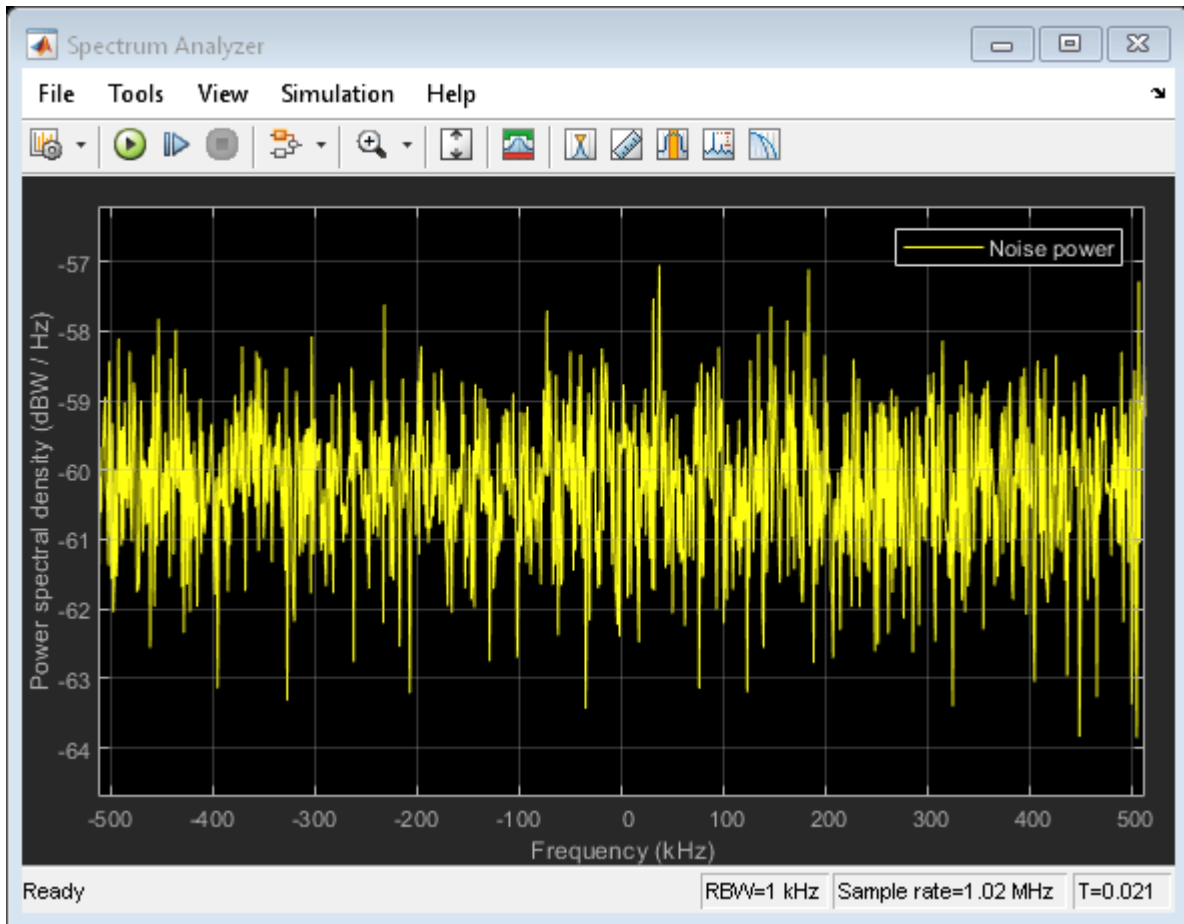 Spectrum Analyzer
File Tools View Simulation Help
Noise power
-57
-58
-59
-60
-61
-62
-63
-64
Power spectral density (dBW / Hz)
-500 -400 -300 -200 -100 0 100 200 300 400 500
Frequency (kHz)
Ready RBW=1 kHz Sample rate=1.02 MHz T=0.021